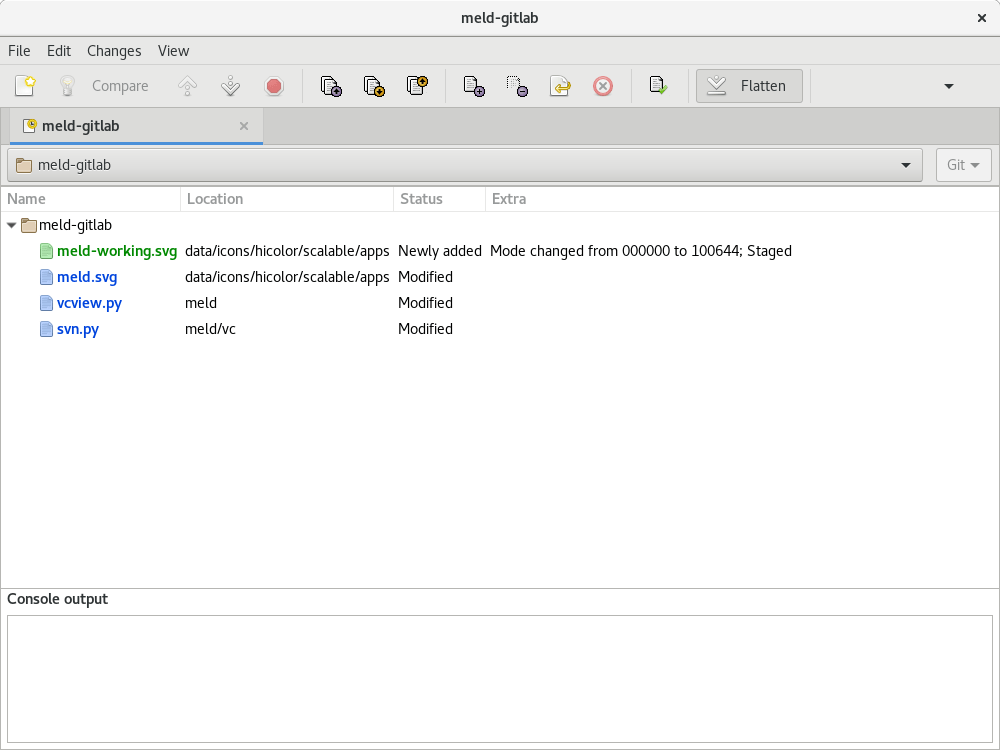 meld-gitlab
File Edit Changes View
Compare Flatten
meld-gitlab
meld-gitlab Git
Name Location Status Extra
meld-gitlab
meld-working.svg data/icons/hicolor/scalable/apps Newly added Mode changed from 000000 to 100644; Staged
meld.svg data/icons/hicolor/scalable/apps Modified
vcview.py meld Modified
svn.py meld/vc Modified
Console output